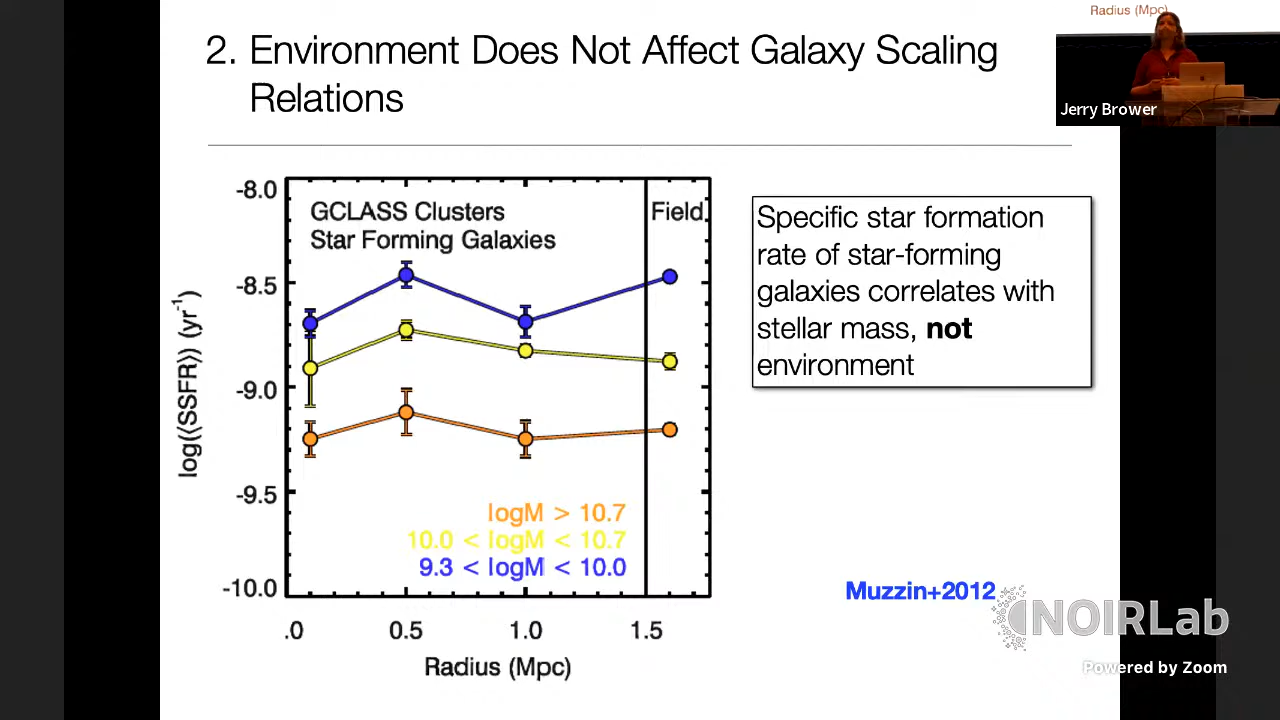 Radius (Mpc)
2. Environment Does Not Affect Galaxy Scaling
Relations
Jerry Brower
GCLASS Clusters
Star Forming Galaxies
Field
-8.0
-8.5
-9.0
-9.5
-10.0
log(⟨SSFR⟩) (yr⁻¹)
logM > 10.7
10.0 < logM < 10.7
9.3 < logM < 10.0
.0
0.5
1.0
1.5
Radius (Mpc)
Specific star formation
rate of star-forming
galaxies correlates with
stellar mass, not
environment
Muzzin+2012
NOIRLab
Powered by Zoom